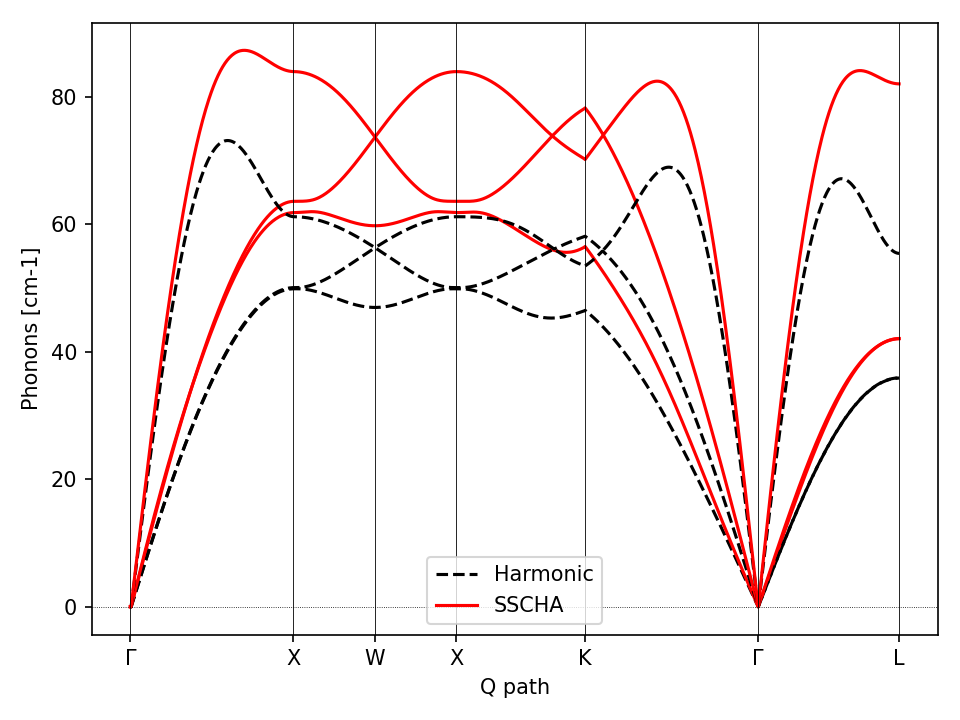 Phonons [cm-1]
80
60
40
20
0
Harmonic
SSCHA
Γ X W X K Γ L
Q path